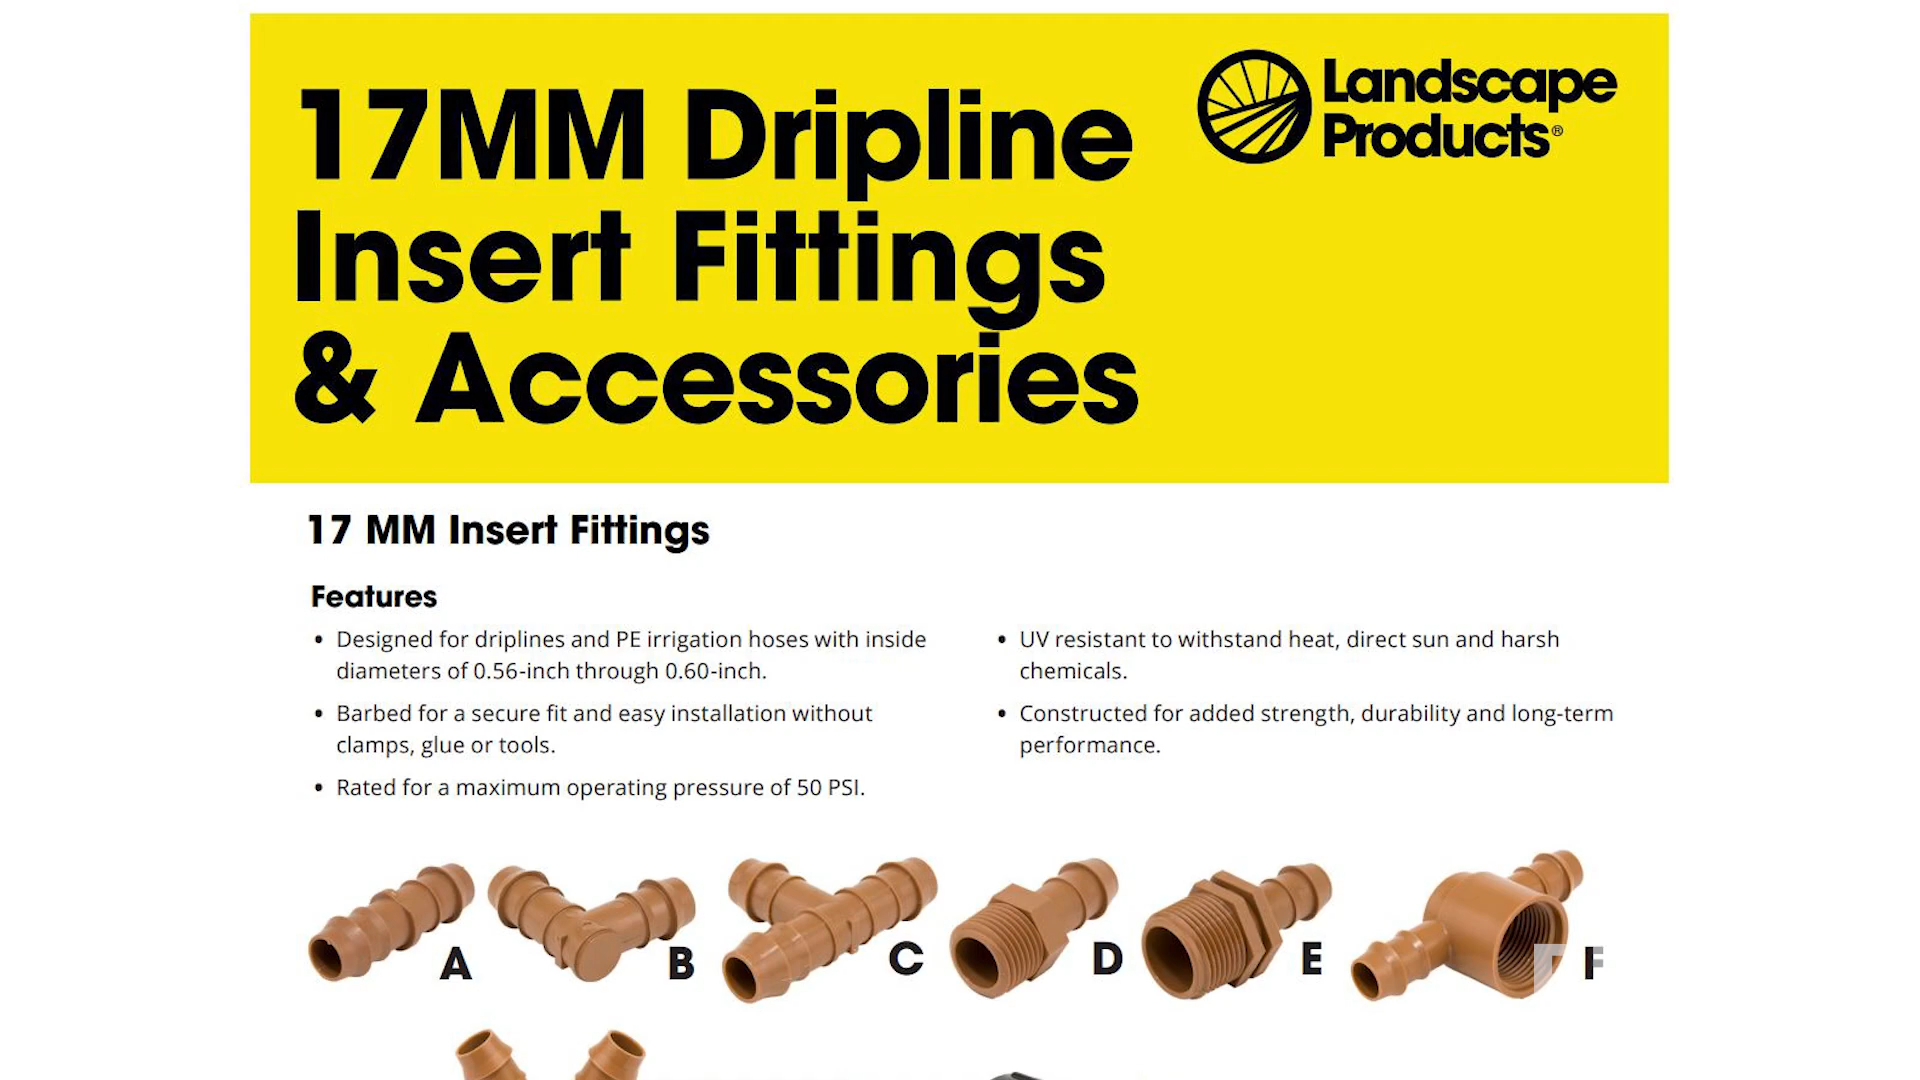 Landscape
Products®
17MM Dripline
Insert Fittings
& Accessories
17 MM Insert Fittings
Features
• Designed for driplines and PE irrigation hoses with inside
diameters of 0.56-inch through 0.60-inch.
• Barbed for a secure fit and easy installation without
clamps, glue or tools.
• Rated for a maximum operating pressure of 50 PSI.
• UV resistant to withstand heat, direct sun and harsh
chemicals.
• Constructed for added strength, durability and long-term
performance.
A B C D E F